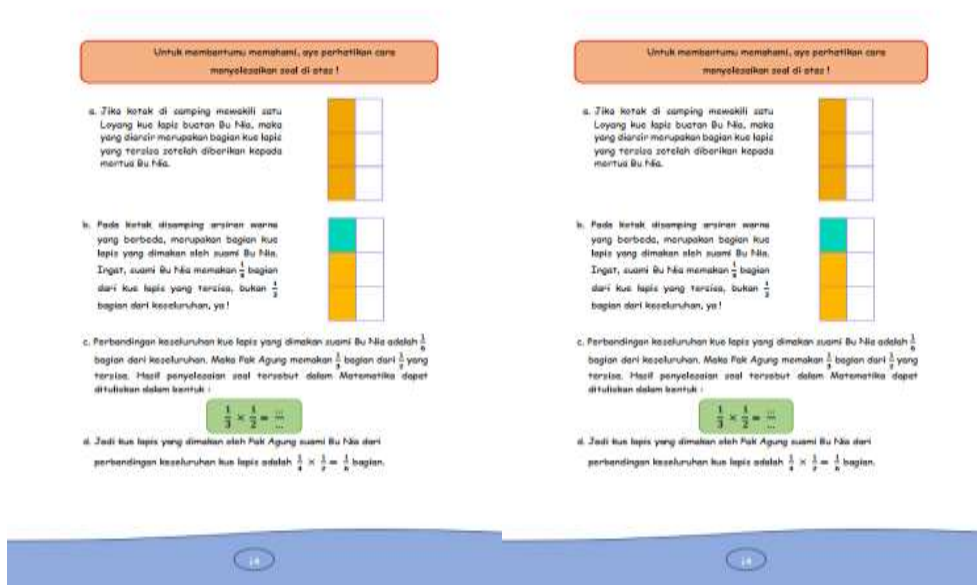 Untuk membantumu memahami, ayo perhatikan cara
menyelesaikan soal di atas !
a. Jika kotak di samping mewakili satu
Loyang kue lapis buatan Bu Nia, maka
yang diarsir merupakan bagian kue lapis
yang tersisa setelah diberikan kepada
mertua Bu Nia.
b. Pada kotak disamping arsiran warna
yang berbeda, merupakan bagian kue
lapis yang dimakan oleh suami Bu Nia.
Ingat, suami Bu Nia memakan 1/3 bagian
dari kue lapis yang tersisa, bukan 1/3
bagian dari keseluruhan, ya !
c. Perbandingan keseluruhan kue lapis yang dimakan suami Bu Nia adalah 1/6
bagian dari keseluruhan. Maka Pak Agung memakan 1/3 bagian dari 1/2 yang
tersisa. Hasil penyelesaian soal tersebut dalam Matematika dapat
dituliskan dalam bentuk :
1/3 × 1/2 = .../...
d. Jadi kue lapis yang dimakan oleh Pak Agung suami Bu Nia dari
perbandingan keseluruhan kue lapis adalah × 1/2 = 1/6 bagian.
14
Untuk membantumu memahami, ayo perhatikan cara
menyelesaikan soal di atas !
a. Jika kotak di samping mewakili satu
Loyang kue lapis buatan Bu Nia, maka
yang diarsir merupakan bagian kue lapis
yang tersisa setelah diberikan kepada
mertua Bu Nia.
b. Pada kotak disamping arsiran warna
yang berbeda, merupakan bagian kue
lapis yang dimakan oleh suami Bu Nia.
Ingat, suami Bu Nia memakan 1/3 bagian
dari kue lapis yang tersisa, bukan 1/3
bagian dari keseluruhan, ya !
c. Perbandingan keseluruhan kue lapis yang dimakan suami Bu Nia adalah 1/6
bagian dari keseluruhan. Maka Pak Agung memakan 1/3 bagian dari 1/2 yang
tersisa. Hasil penyelesaian soal tersebut dalam Matematika dapat
dituliskan dalam bentuk :
1/3 × 1/2 = .../...
d. Jadi kue lapis yang dimakan oleh Pak Agung suami Bu Nia dari
perbandingan keseluruhan kue lapis adalah × 1/2 = 1/6 bagian.
14